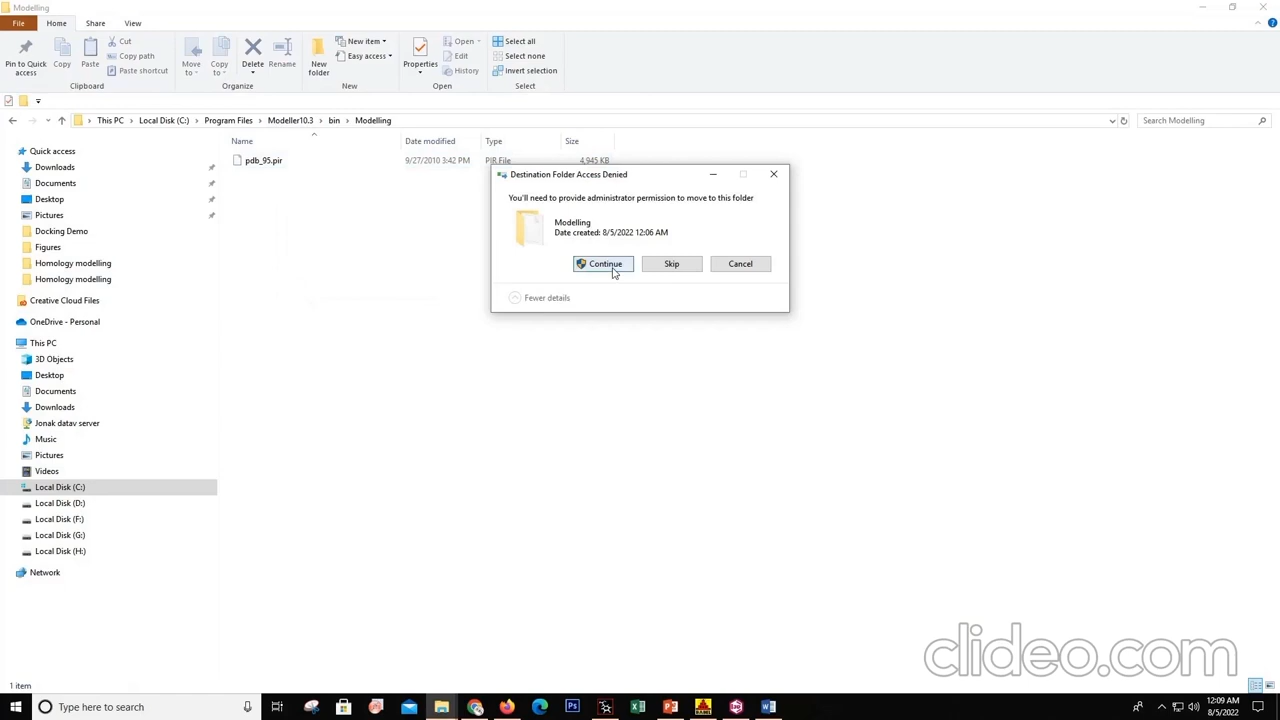 Modelling
File Home Share View
Pin to Quick access
Copy
Paste
Cut
Copy path
Paste shortcut
Move to
Copy to
Delete
Rename
New folder
New item
Easy access
Properties
Open
Edit
History
Select all
Select none
Invert selection
Clipboard Organize New Open Select
This PC > Local Disk (C:) > Program Files > Modeller10.3 > bin > Modelling
Search Modelling
Name Date modified Type Size
pdb_95.pir 9/27/2010 3:42 PM PIR File 4,945 KB
Quick access
Downloads
Documents
Desktop
Pictures
Docking Demo
Figures
Homology modelling
Homology modelling
Creative Cloud Files
OneDrive - Personal
This PC
3D Objects
Desktop
Documents
Downloads
Jonak datav server
Music
Pictures
Videos
Local Disk (C:)
Local Disk (D:)
Local Disk (F:)
Local Disk (G:)
Local Disk (H:)
Network
Destination Folder Access Denied
You'll need to provide administrator permission to move to this folder
Modelling
Date created: 8/5/2022 12:06 AM
Continue Skip Cancel
Fewer details
clideo.com
1 item
Type here to search
12:09 AM
8/5/2022